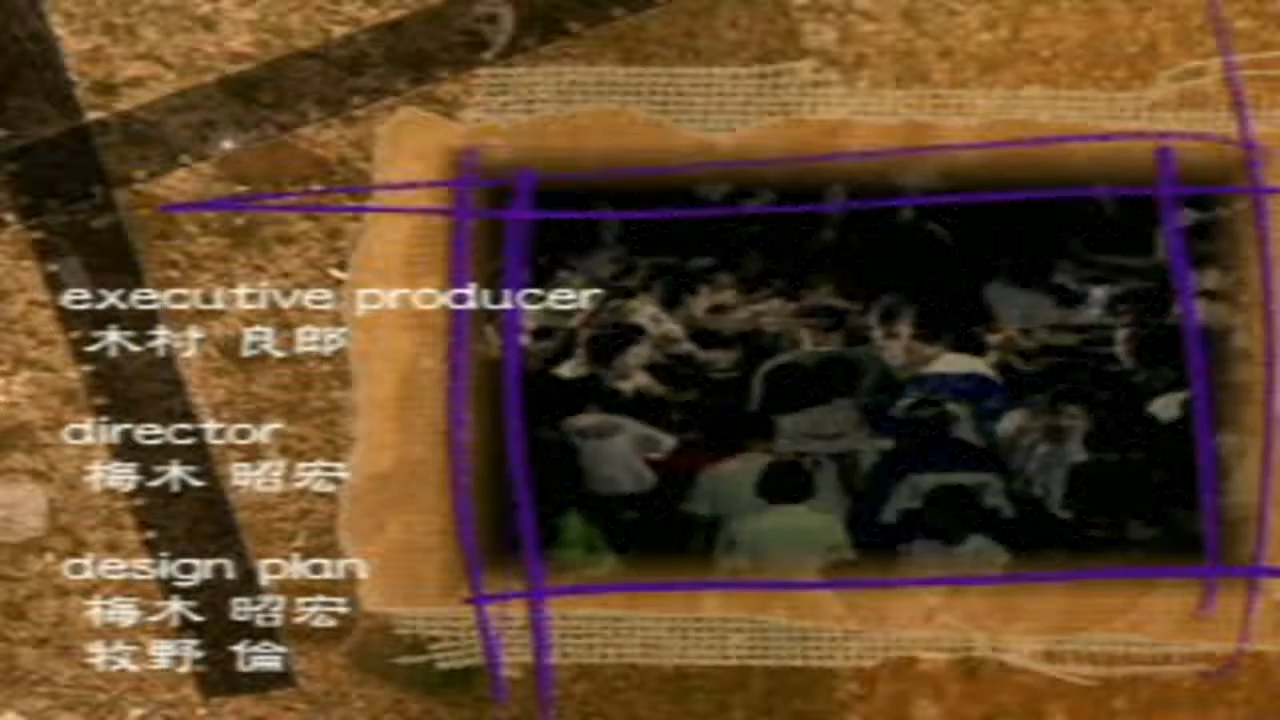 executive producer
木村 良郎
director
梅木 昭宏
design plan
梅木 昭宏
牧野 倫